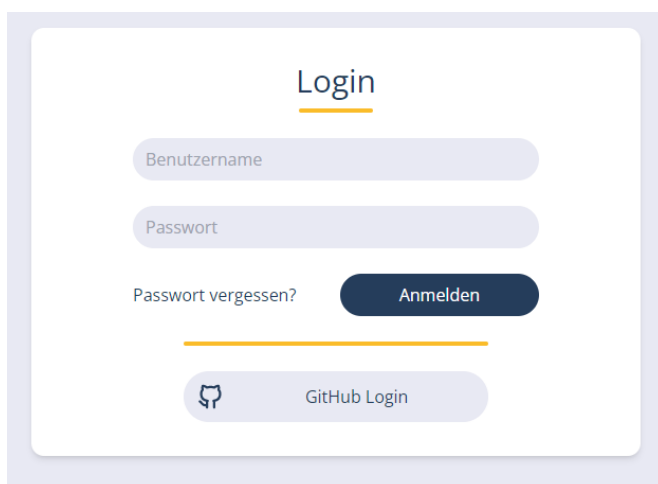 Login
Benutzername
Passwort
Passwort vergessen? Anmelden
GitHub Login